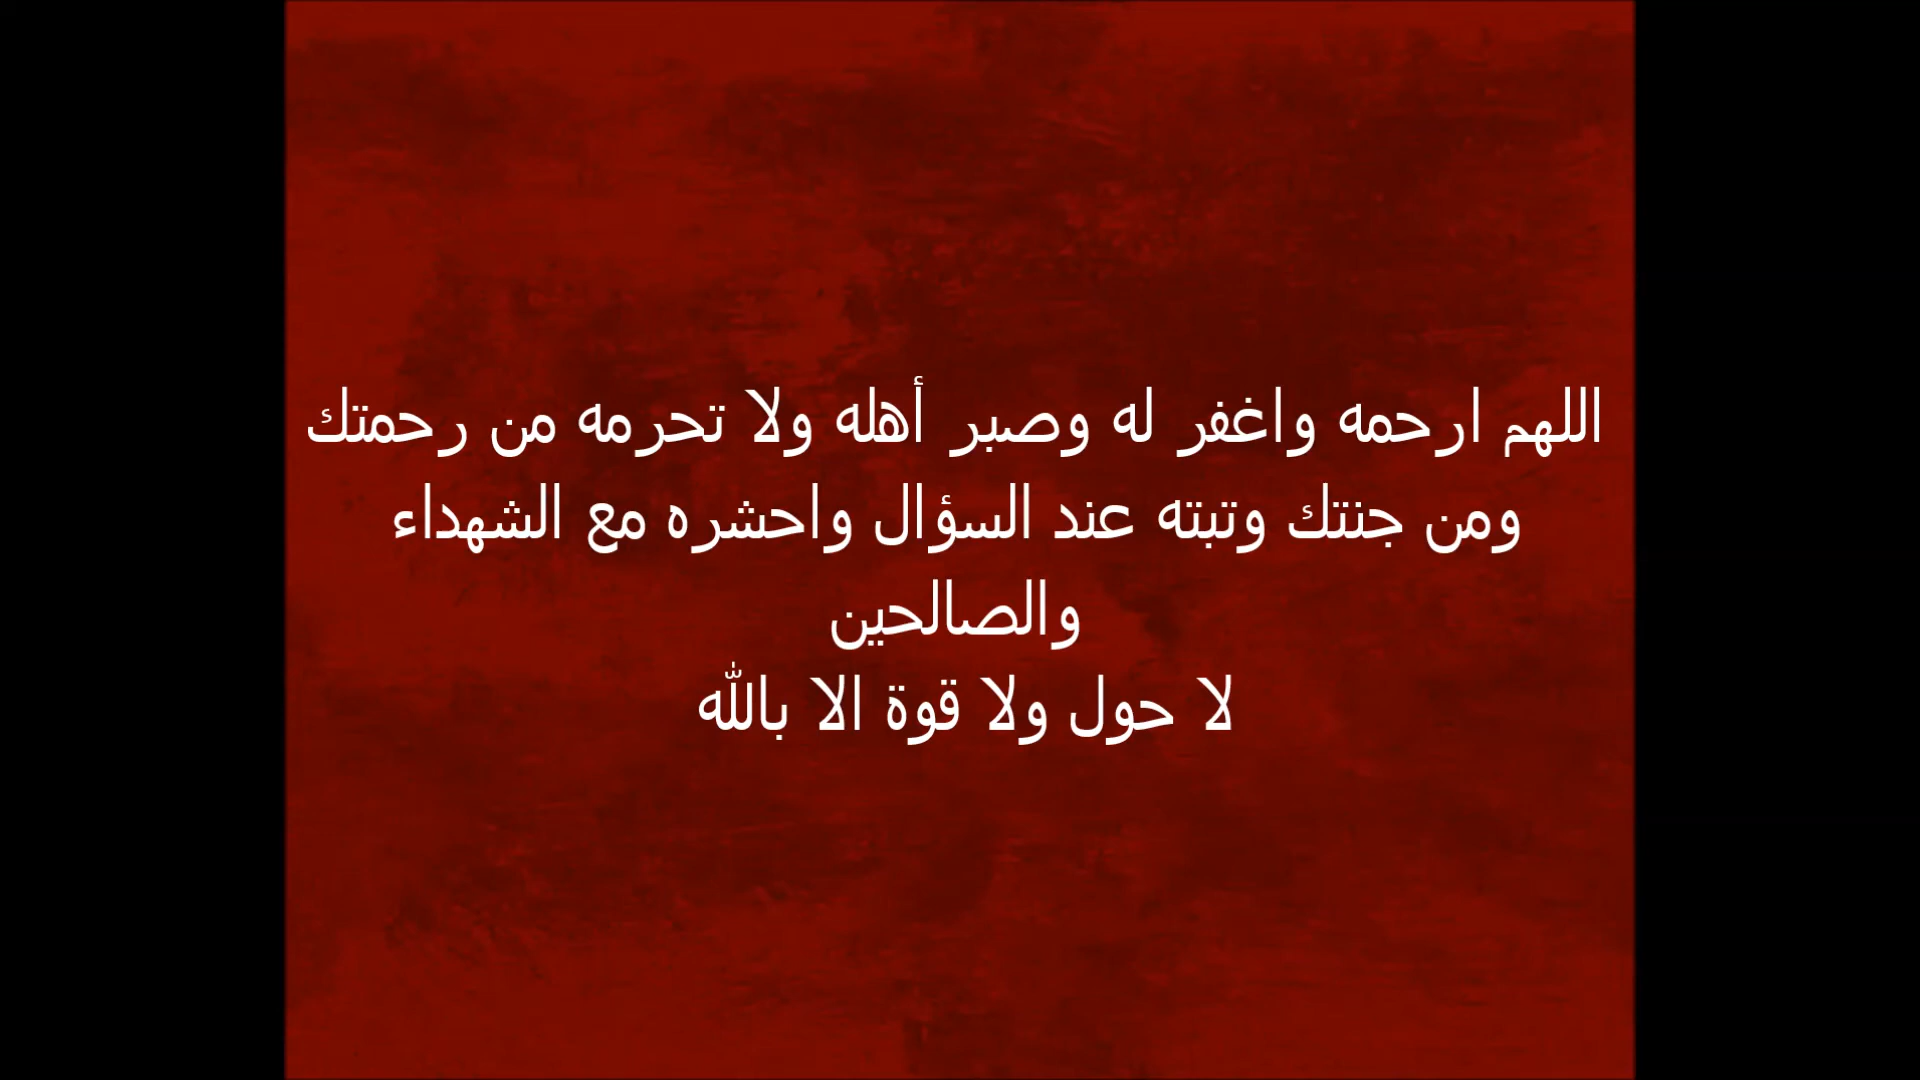 اللهم ارحمه واغفر له وصبر أهله ولا تحرمه من رحمتك
ومن جنتك وتبته عند السؤال واحشره مع الشهداء
والصالحين
لا حول ولا قوة الا بالله